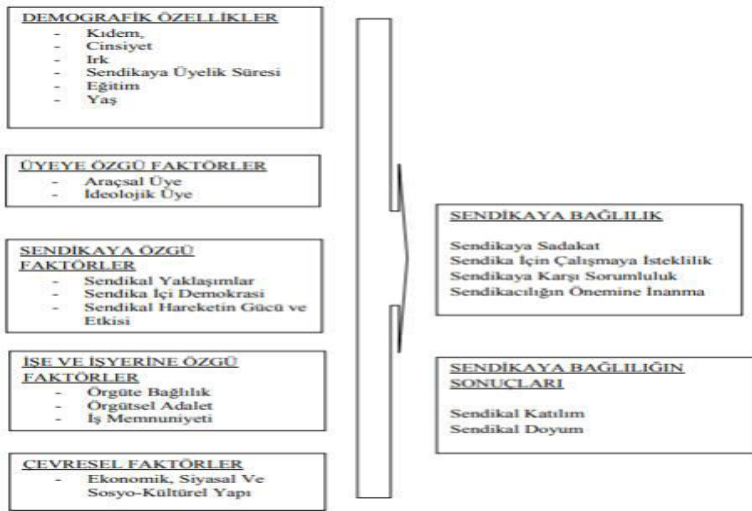 DEMOGRAFİK ÖZELLİKLER
- Kıdem,
- Cinsiyet
- Irk
- Sendikaya Üyelik Süresi
- Eğitim
- Yaş
ÜYEYE ÖZGÜ FAKTÖRLER
- Araçsal Üye
- İdeolojik Üye
SENDİKAYA ÖZGÜ
FAKTÖRLER
- Sendikal Yaklaşımlar
- Sendika İçi Demokrasi
- Sendikal Hareketin Gücü ve
Etkisi
İŞE VE İŞYERİNE ÖZGÜ
FAKTÖRLER
- Örgüte Bağlılık
- Örgütsel Adalet
- İş Memnuniyeti
ÇEVRESEL FAKTÖRLER
- Ekonomik, Siyasal Ve
Sosyo-Kültürel Yapı
SENDİKAYA BAĞLILIK
Sendikaya Sadakat
Sendika İçin Çalışmaya İsteklilik
Sendikaya Karşı Sorumluluk
Sendikacılığın Önemine İnanma
SENDİKAYA BAĞLILIĞIN
SONUÇLARI
Sendikal Katılım
Sendikal Doyum